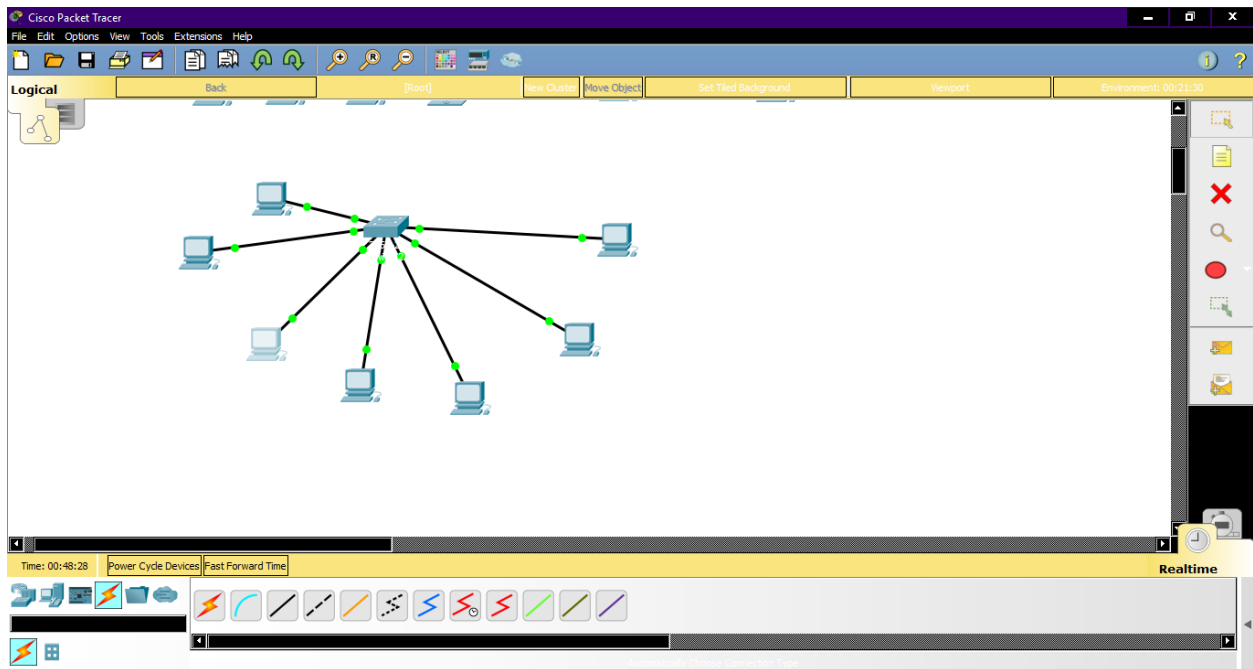 Cisco Packet Tracer
File Edit Options View Tools Extensions Help
Logical Back [Root] New Cluster Move Object Set Tiled Background Viewport Environment: 00:21:30
Time: 00:48:28 Power Cycle Devices Fast Forward Time
Realtime
Automatically Choose Connection Type